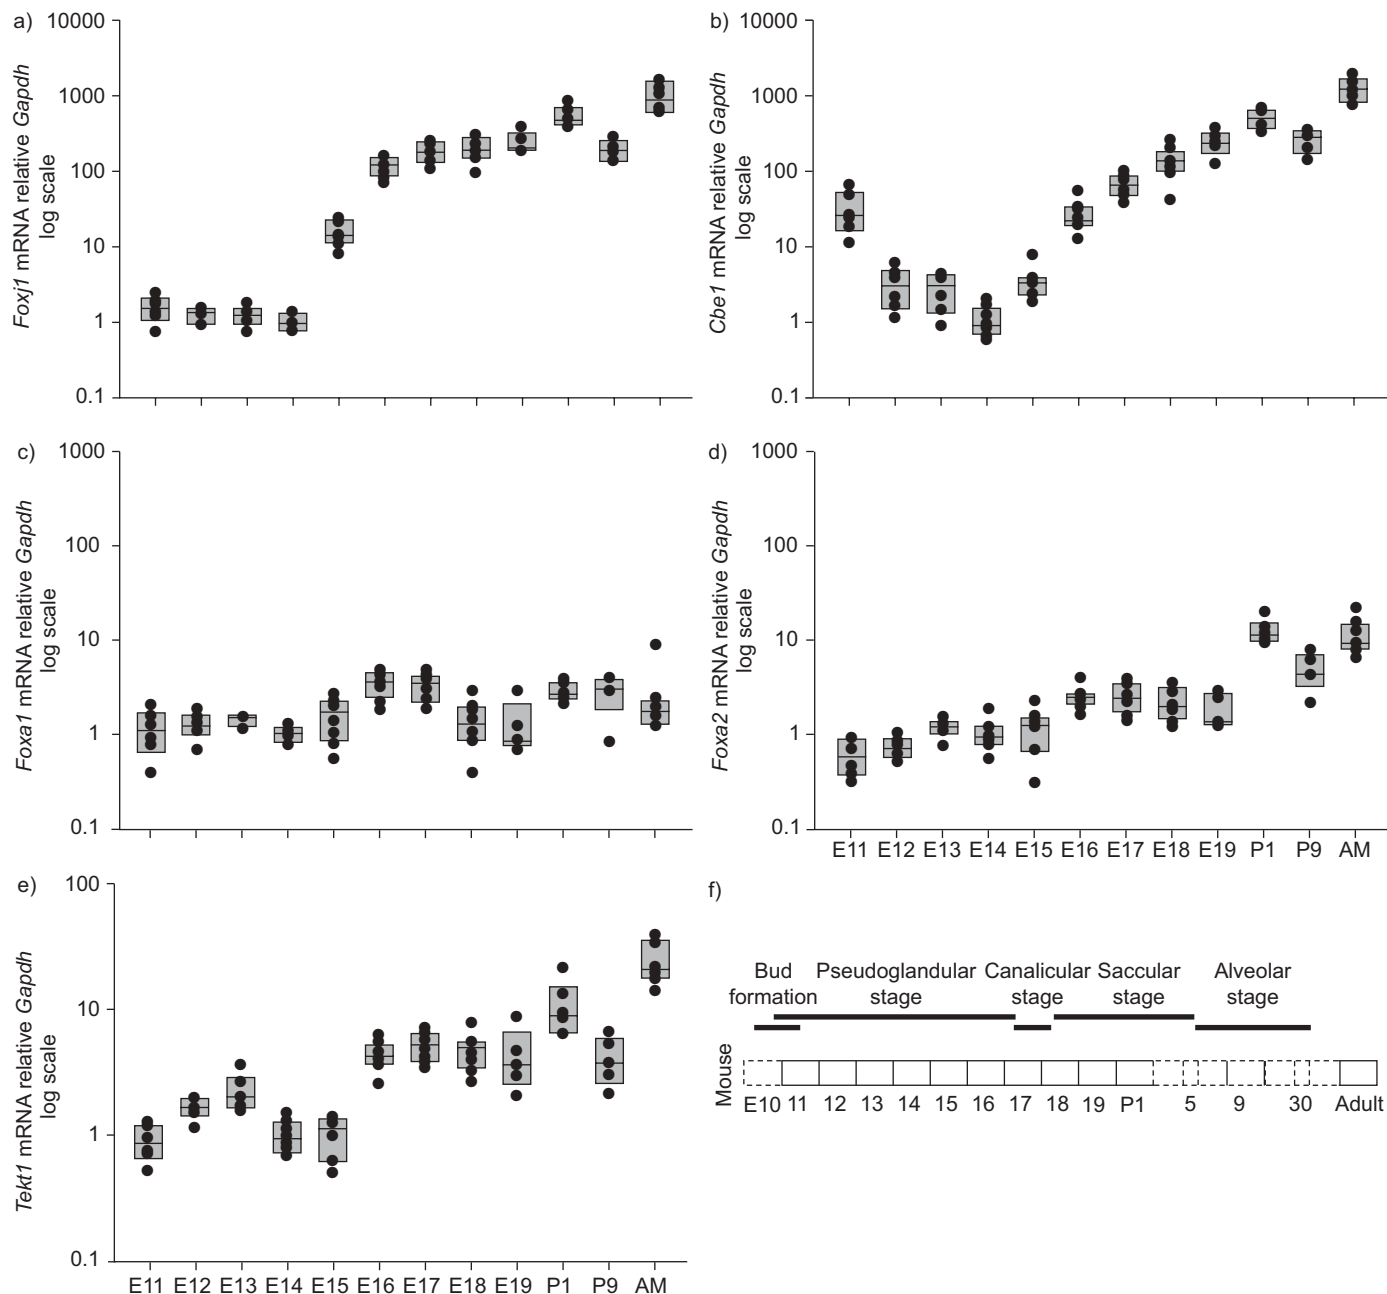 a)
10000
1000
100
10
1
0.1
Foxj1 mRNA relative Gapdh
log scale
b)
10000
1000
100
10
1
0.1
Cbe1 mRNA relative Gapdh
log scale
c)
1000
100
10
1
0.1
Foxa1 mRNA relative Gapdh
log scale
d)
1000
100
10
1
0.1
Foxa2 mRNA relative Gapdh
log scale
E11 E12 E13 E14 E15 E16 E17 E18 E19 P1 P9 AM
e)
100
10
1
0.1
Tekt1 mRNA relative Gapdh
log scale
E11 E12 E13 E14 E15 E16 E17 E18 E19 P1 P9 AM
f)
Bud
formation
Pseudoglandular
stage
Canalicular
stage
Saccular
stage
Alveolar
stage
Mouse
E10 11 12 13 14 15 16 17 18 19 P1 5 9 30 Adult